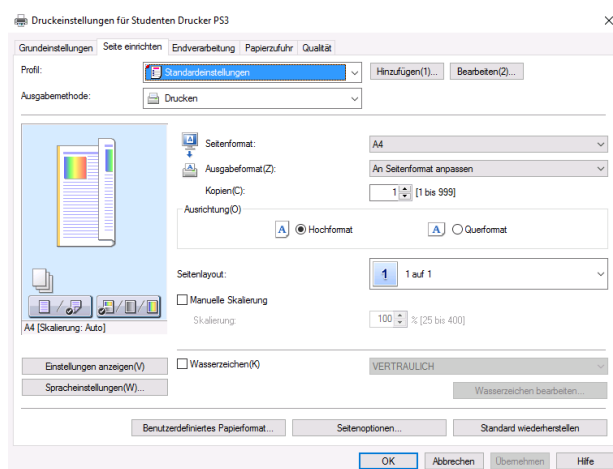 Druckeinstellungen für Studenten Drucker PS3
Grundeinstellungen Seite einrichten Endverarbeitung Papierzufuhr Qualität
Profil: Standardeinstellungen Hinzufügen(1)... Bearbeiten(2)...
Ausgabemethode: Drucken
Seitenformat: A4
Ausgabeformat(Z): An Seitenformat anpassen
Kopien(C): 1 [1 bis 999]
Ausrichtung(O)
A Hochformat A Querformat
Seitenlayout: 1 1 auf 1
Manuelle Skalierung
Skalierung: 100 % [25 bis 400]
A4 [Skalierung: Auto]
Einstellungen anzeigen(V) Wasserzeichen(K) VERTRAULICH
Spracheinstellungen(W)... Wasserzeichen bearbeiten...
Benutzerdefiniertes Papierformat... Seitenoptionen... Standard wiederherstellen
OK Abbrechen Übernehmen Hilfe